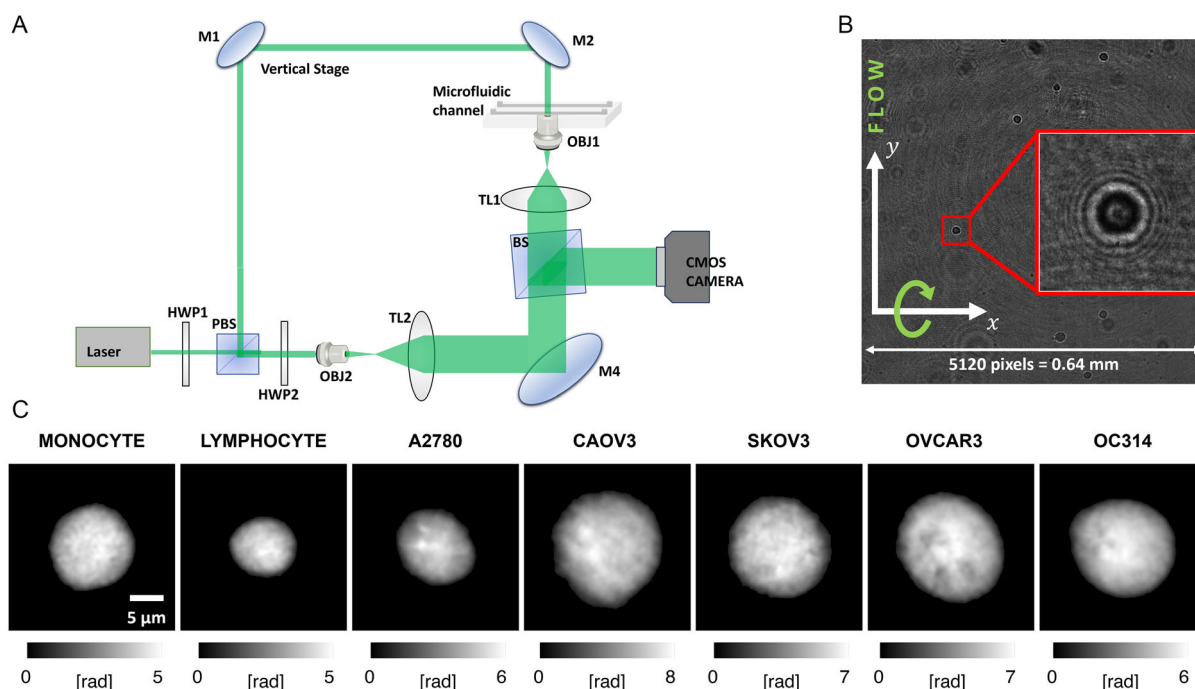 A
M1
M2
Vertical Stage
Microfluidic
channel
OBJ1
TL1
BS
CMOS
CAMERA
HWP1
PBS
TL2
Laser
OBJ2
HWP2
M4
B
FLOW
y
x
5120 pixels = 0.64 mm
C
MONOCYTE LYMPHOCYTE A2780 CAOV3 SKOV3 OVCAR3 OC314
5 μm
0 5 0 5 0 6 0 8 0 7 0 7 0 6
[rad] [rad] [rad] [rad] [rad] [rad] [rad]